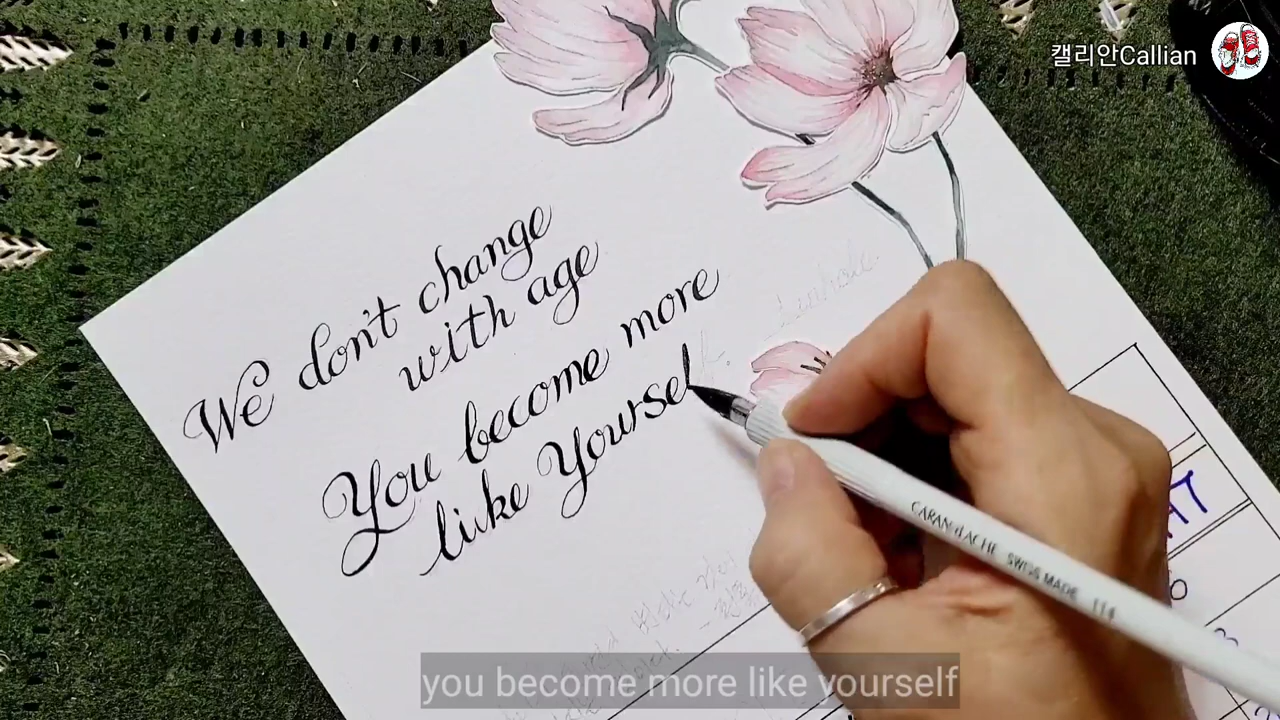 캘리안Callian
We don't change
with age
You become more
like Yoursel
CARAN d'ACHE SWISS MADE 114
you become more like yourself